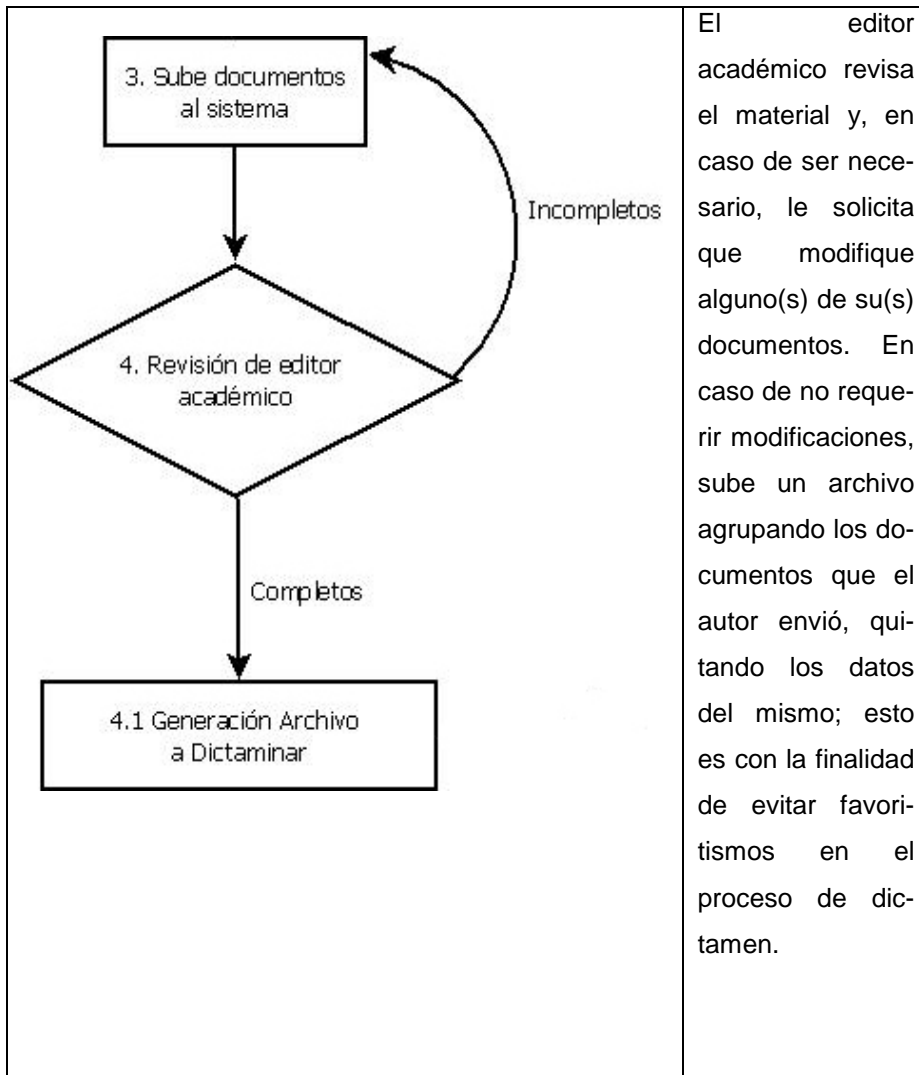 3. Sube documentos
al sistema
Incompletos
4. Revisión de editor
académico
Completos
4.1 Generación Archivo
a Dictaminar
El editor
académico revisa
el material y, en
caso de ser nece-
sario, le solicita
que modifique
alguno(s) de su(s)
documentos. En
caso de no reque-
rir modificaciones,
sube un archivo
agrupando los do-
cumentos que el
autor envió, qui-
tando los datos
del mismo; esto
es con la finalidad
de evitar favori-
tismos en el
proceso de dic-
tamen.